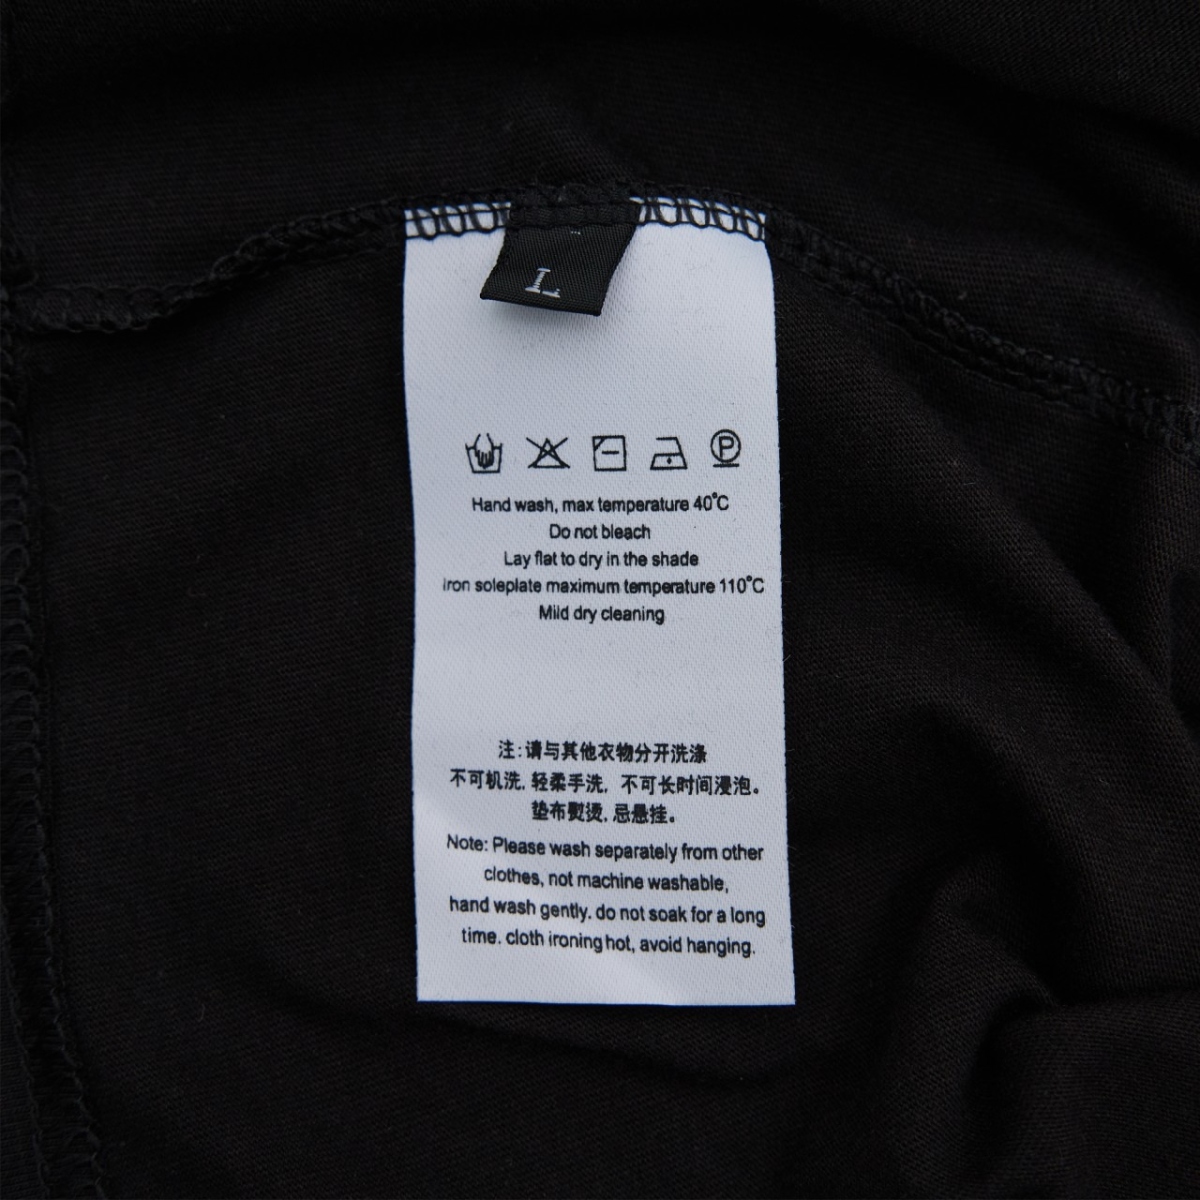 L
P
Hand wash, max temperature 40°C
Do not bleach
Lay flat to dry in the shade
Iron soleplate maximum temperature 110°C
Mild dry cleaning
注:请与其他衣物分开洗涤
不可机洗, 轻柔手洗, 不可长时间浸泡。
垫布熨烫, 忌悬挂。
Note: Please wash separately from other
clothes, not machine washable,
hand wash gently. do not soak for a long
time. cloth ironing hot, avoid hanging.